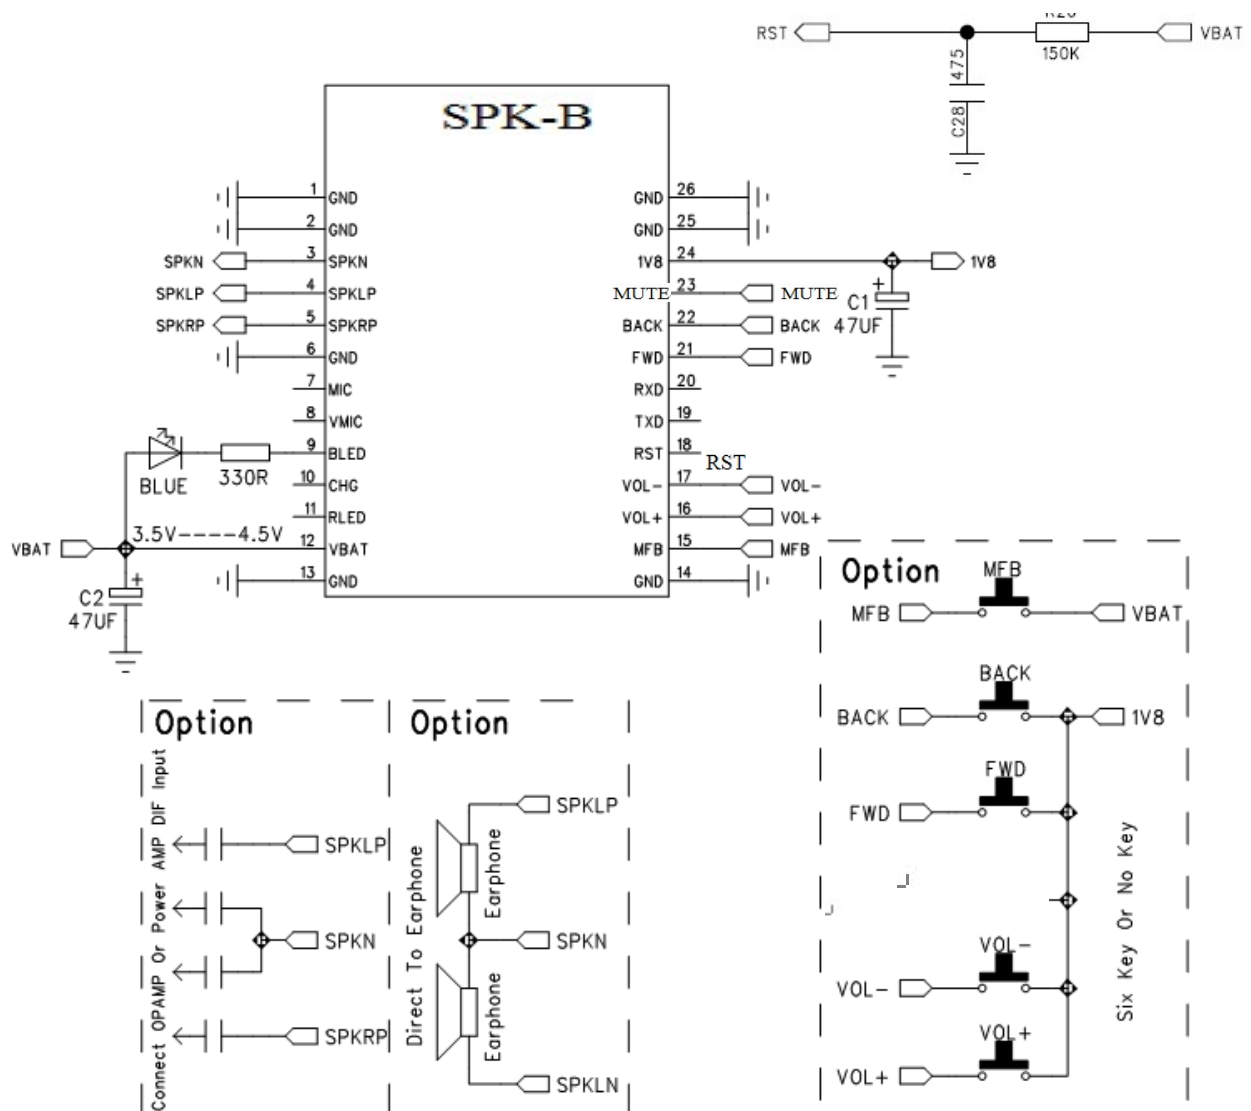 RST
VBAT
150K
475
C28
SPK-B
1
GND
2
GND
SPKN
3
SPKN
SPKLP
4
SPKLP
SPKRP
5
SPKRP
6
GND
7
MIC
8
VMIC
9
BLED
BLUE
330R
10
CHG
11
RLED
VBAT
3.5V----4.5V
12
VBAT
13
GND
C2
47UF
GND
26
GND
25
1V8
24
1V8
MUTE
23
MUTE
C1
47UF
BACK
22
BACK
FWD
21
FWD
RXD
20
TXD
19
RST
18
RST
VOL-
17
VOL-
VOL+
16
VOL+
MFB
15
MFB
GND
14
Option
MFB
MFB
VBAT
BACK
BACK
1V8
FWD
FWD
VOL-
VOL-
VOL+
VOL+
Six Key Or No Key
Option
Connect OPAMP Or Power AMP DIF Input
SPKLP
SPKN
SPKRP
Option
Direct To Earphone
SPKLP
Earphone
SPKN
Earphone
SPKLN